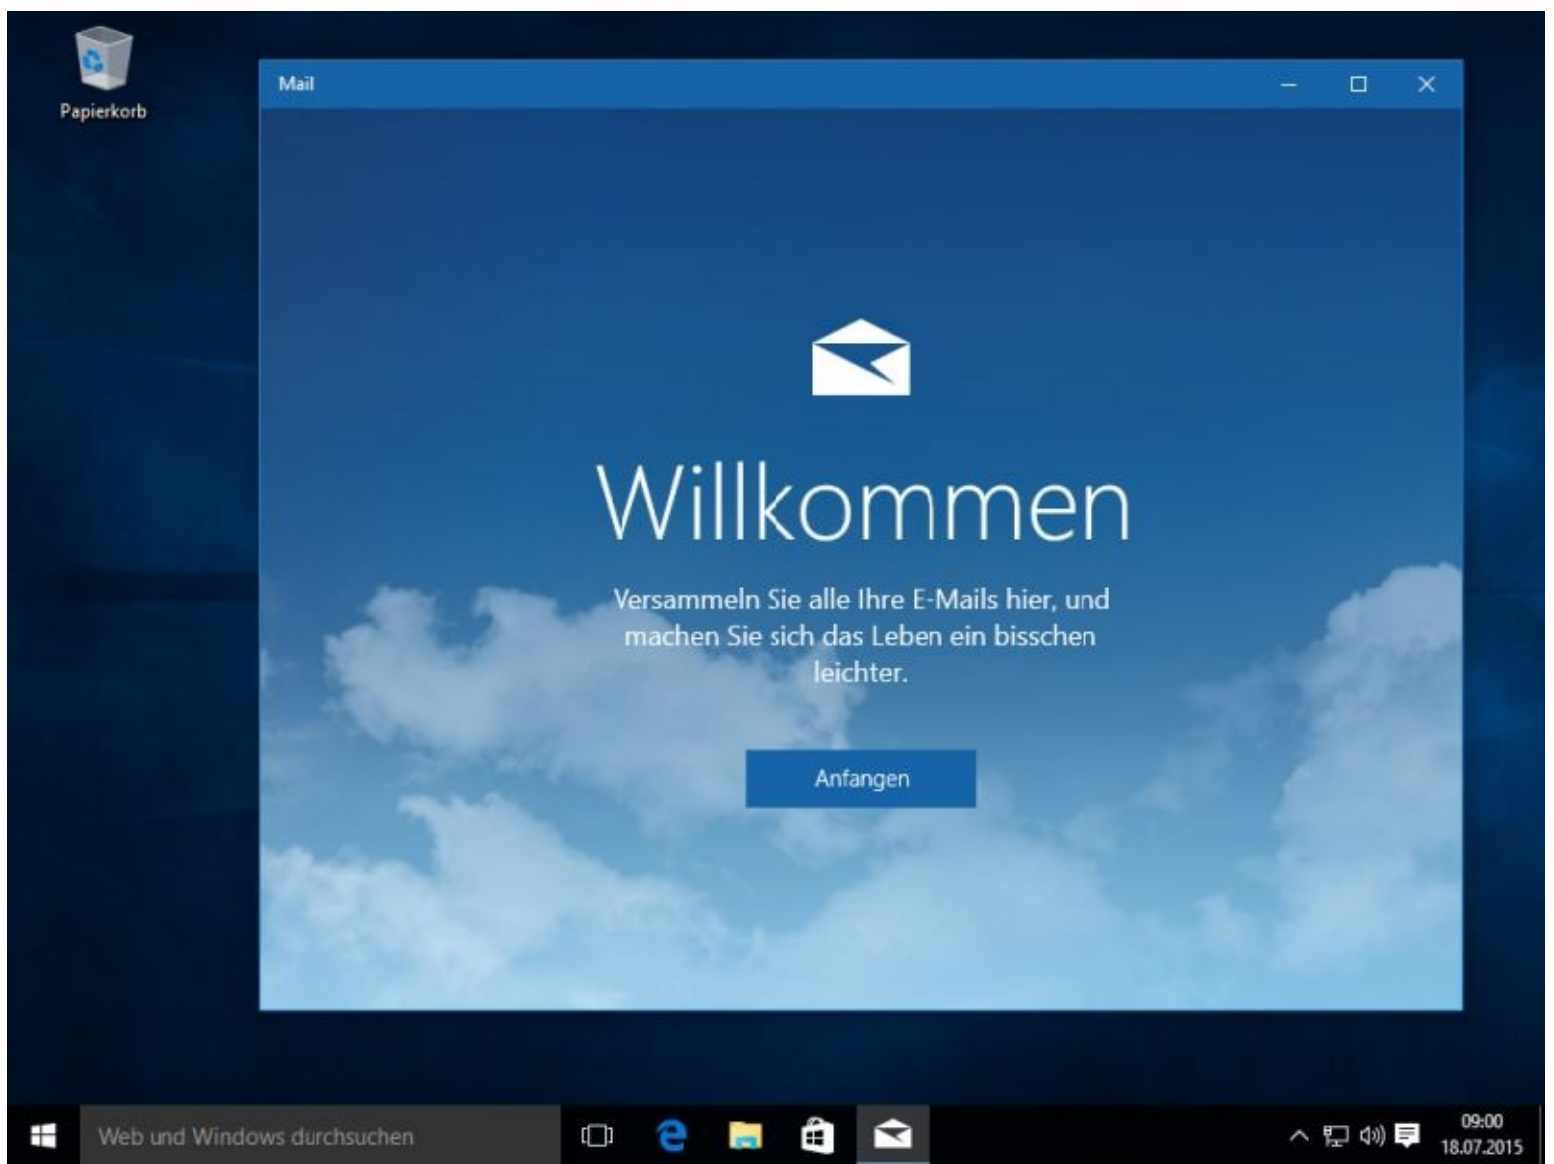 Papierkorb
Mail
Willkommen
Versammeln Sie alle Ihre E-Mails hier, und
machen Sie sich das Leben ein bisschen
leichter.
Anfangen
Web und Windows durchsuchen
09:00
18.07.2015